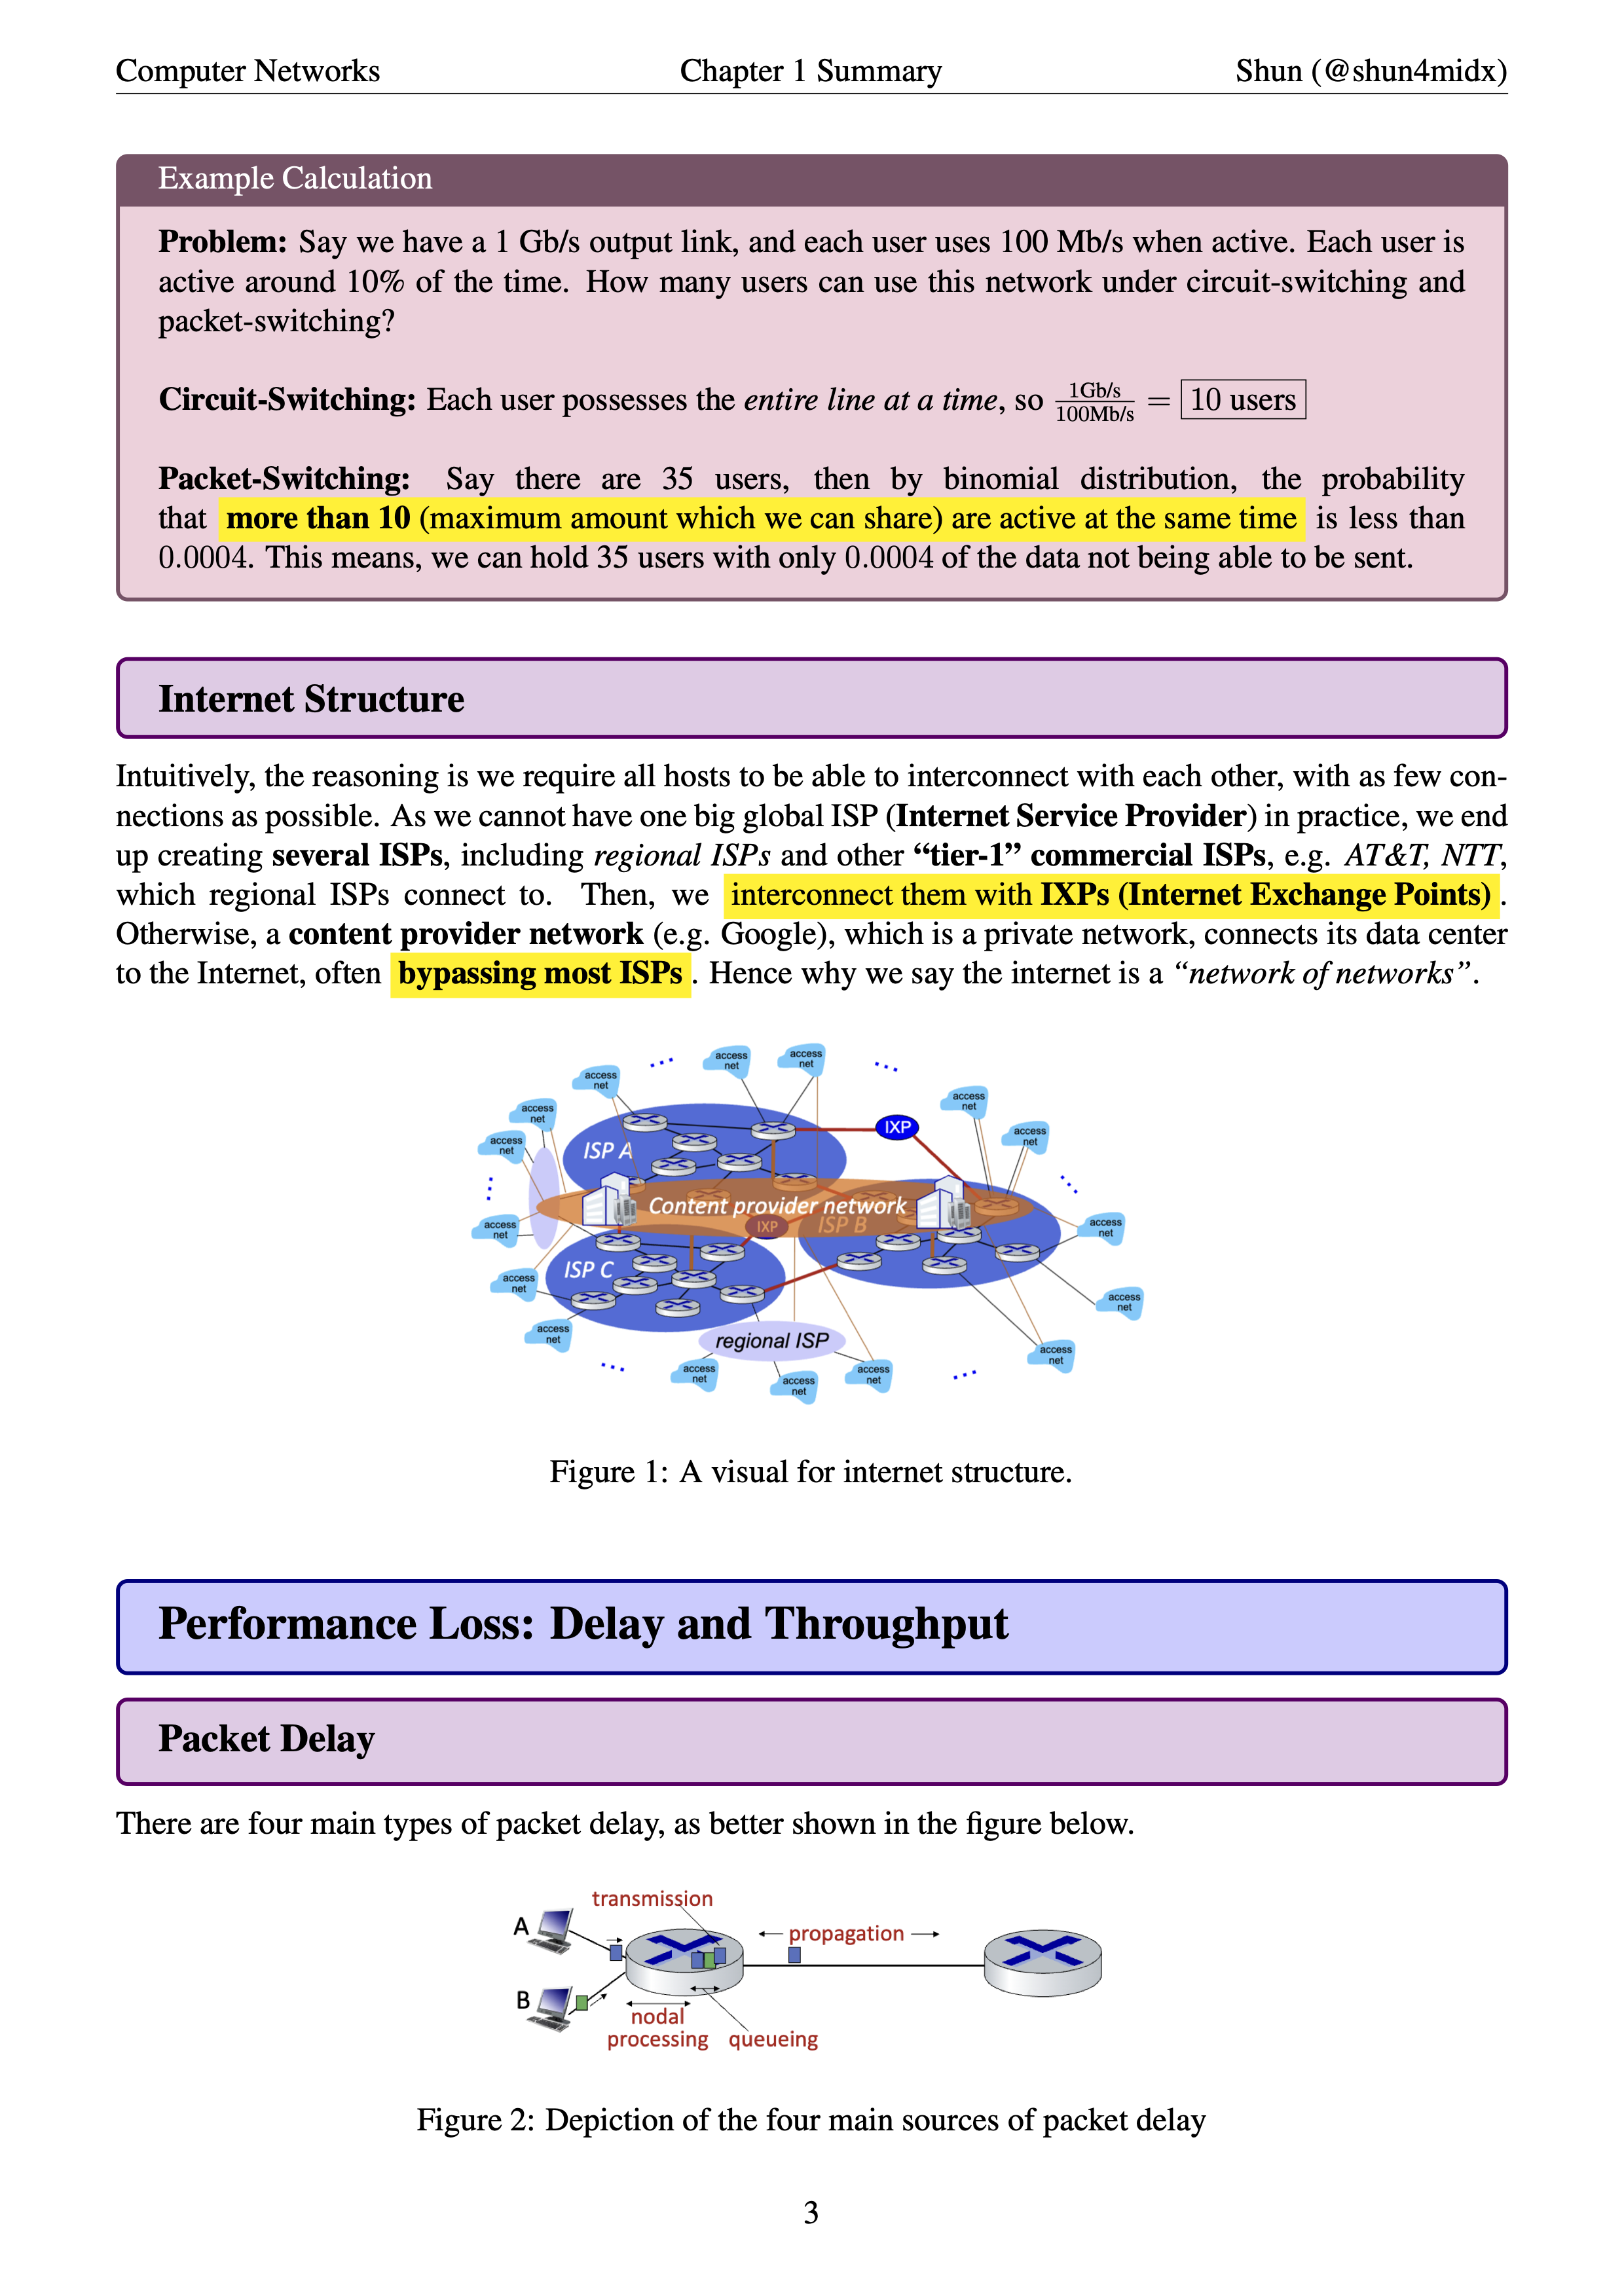 Computer Networks Chapter 1 Summary Shun (@shun4midx)
Example Calculation
Problem: Say we have a 1 Gb/s output link, and each user uses 100 Mb/s when active. Each user is
active around 10% of the time. How many users can use this network under circuit-switching and
packet-switching?
Circuit-Switching: Each user possesses the entire line at a time, so 1Gb/s / 100Mb/s = 10 users
Packet-Switching: Say there are 35 users, then by binomial distribution, the probability
that more than 10 (maximum amount which we can share) are active at the same time is less than
0.0004. This means, we can hold 35 users with only 0.0004 of the data not being able to be sent.
Internet Structure
Intuitively, the reasoning is we require all hosts to be able to interconnect with each other, with as few con-
nections as possible. As we cannot have one big global ISP (Internet Service Provider) in practice, we end
up creating several ISPs, including regional ISPs and other “tier-1” commercial ISPs, e.g. AT&T, NTT,
which regional ISPs connect to. Then, we interconnect them with IXPs (Internet Exchange Points).
Otherwise, a content provider network (e.g. Google), which is a private network, connects its data center
to the Internet, often bypassing most ISPs. Hence why we say the internet is a “network of networks”.
access
net
access
net
access
net
access
net
access
net
access
net
access
net
IXP
ISP A
Content provider network
IXP
ISP B
access
net
access
net
ISP C
access
net
access
net
access
net
access
net
regional ISP
access
net
access
net
access
net
Figure 1: A visual for internet structure.
Performance Loss: Delay and Throughput
Packet Delay
There are four main types of packet delay, as better shown in the figure below.
transmission
A
propagation
B
nodal
processing
queueing
Figure 2: Depiction of the four main sources of packet delay
3